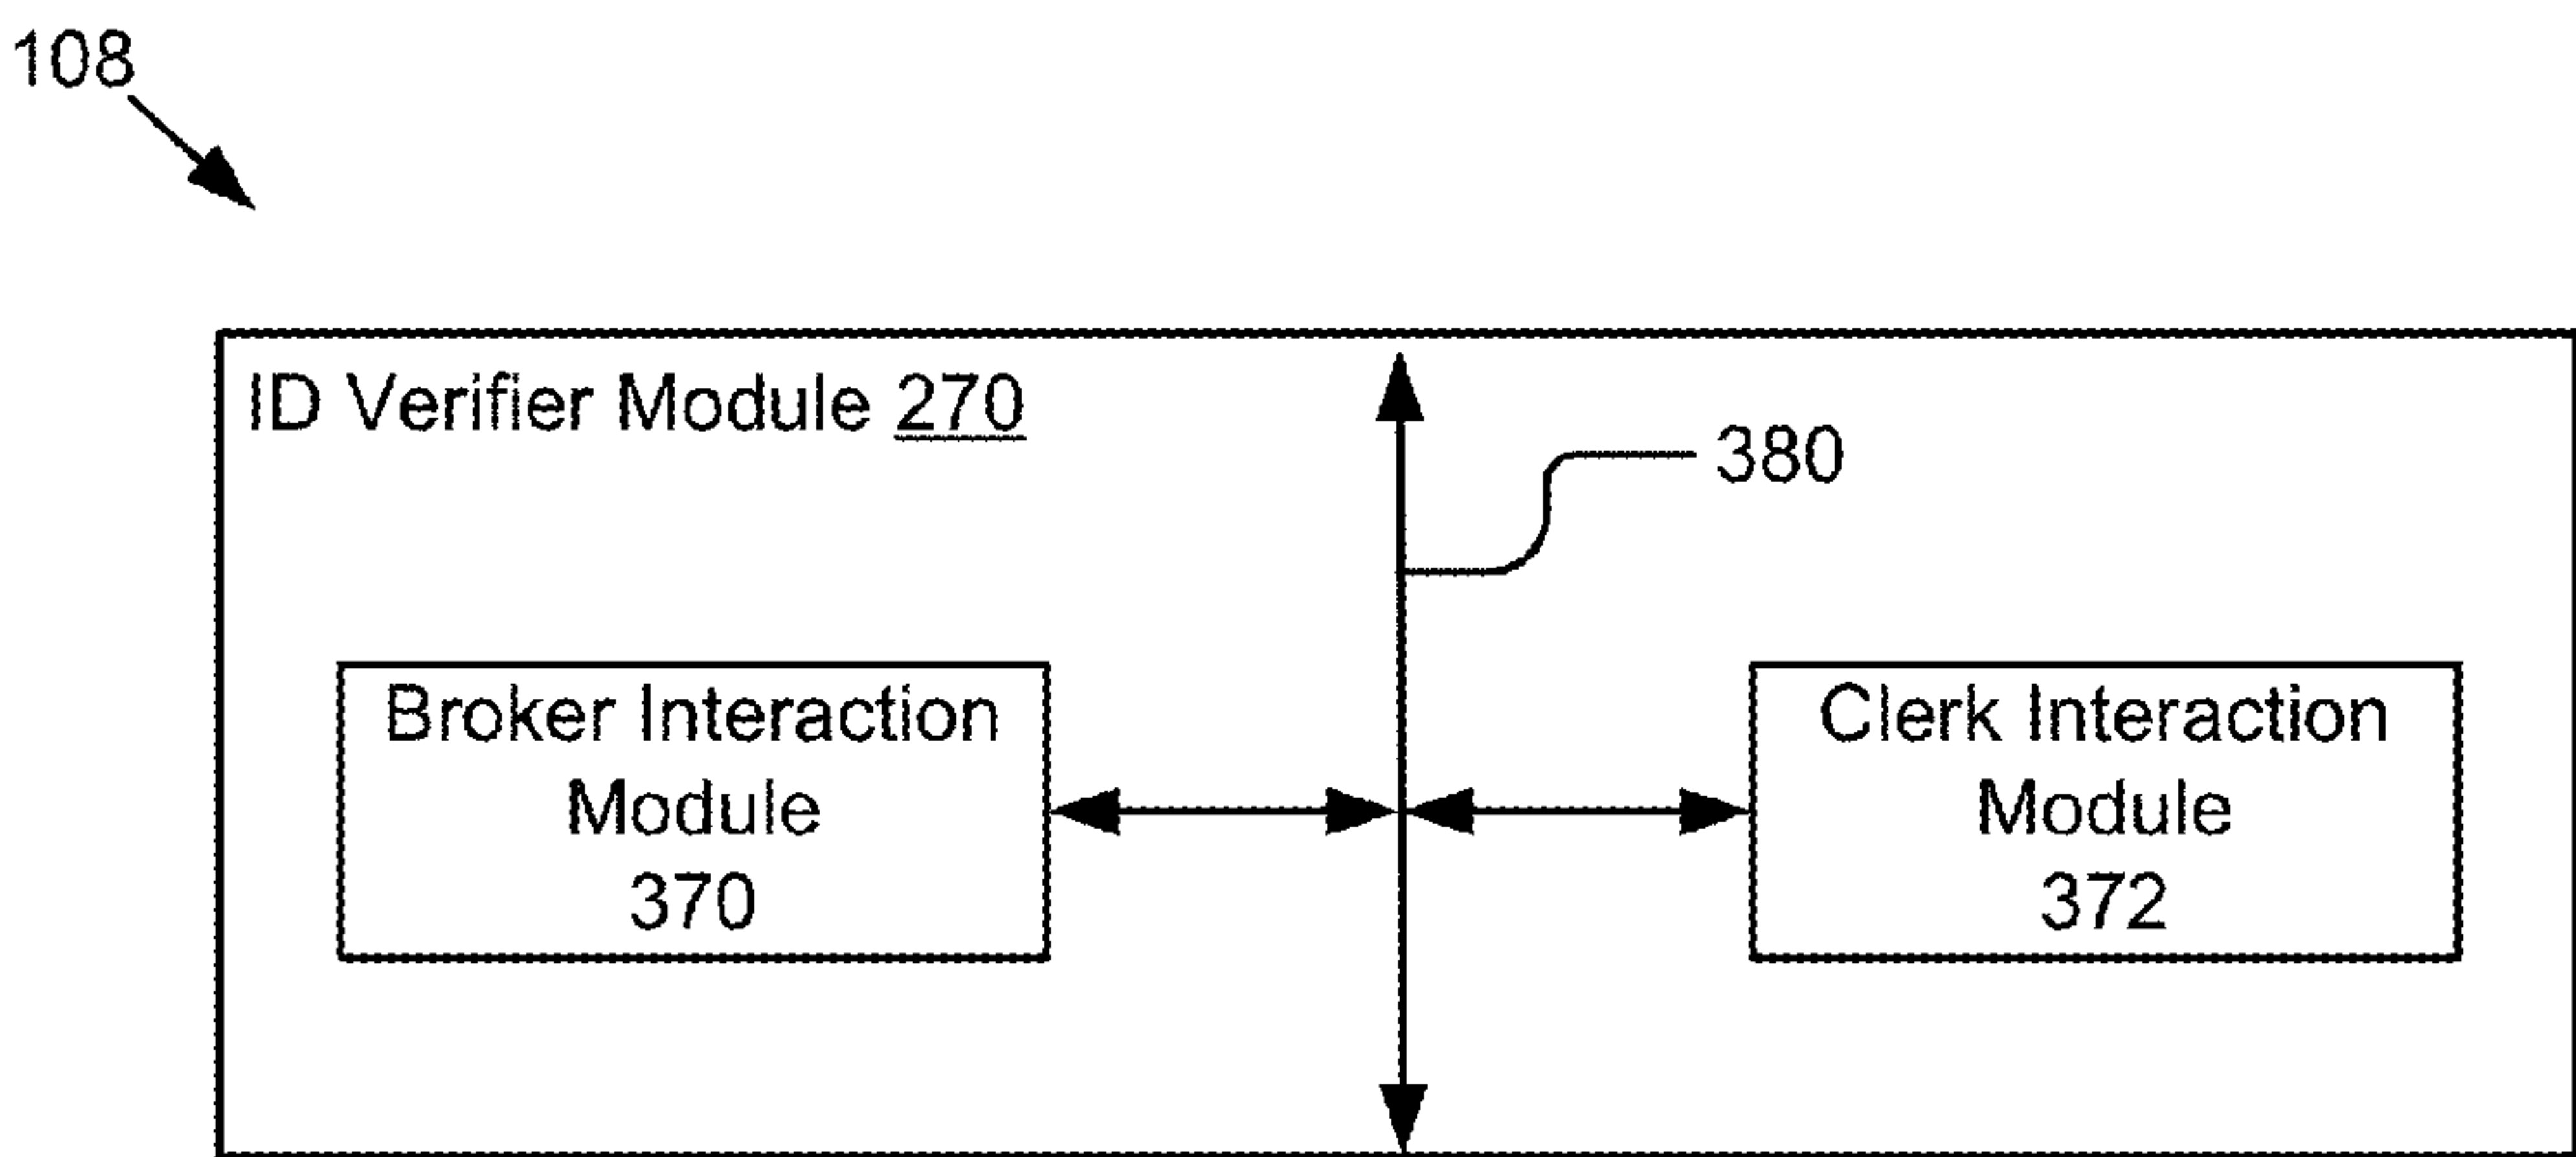 108
ID Verifier Module 270
380
Broker Interaction
Module
370
Clerk Interaction
Module
372